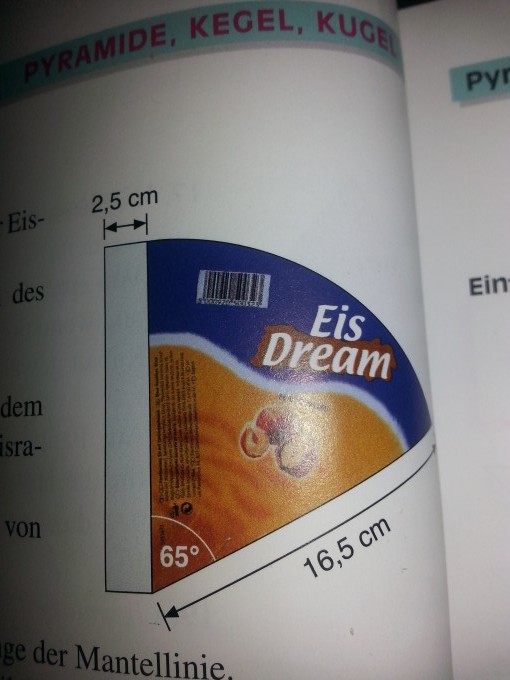 PYRAMIDE, KEGEL, KUGEL
Pyr
2,5 cm
Eis-
des
Ein
Eis
Dream
dem
isra-
von
65°
16,5 cm
ge der Mantellinie.